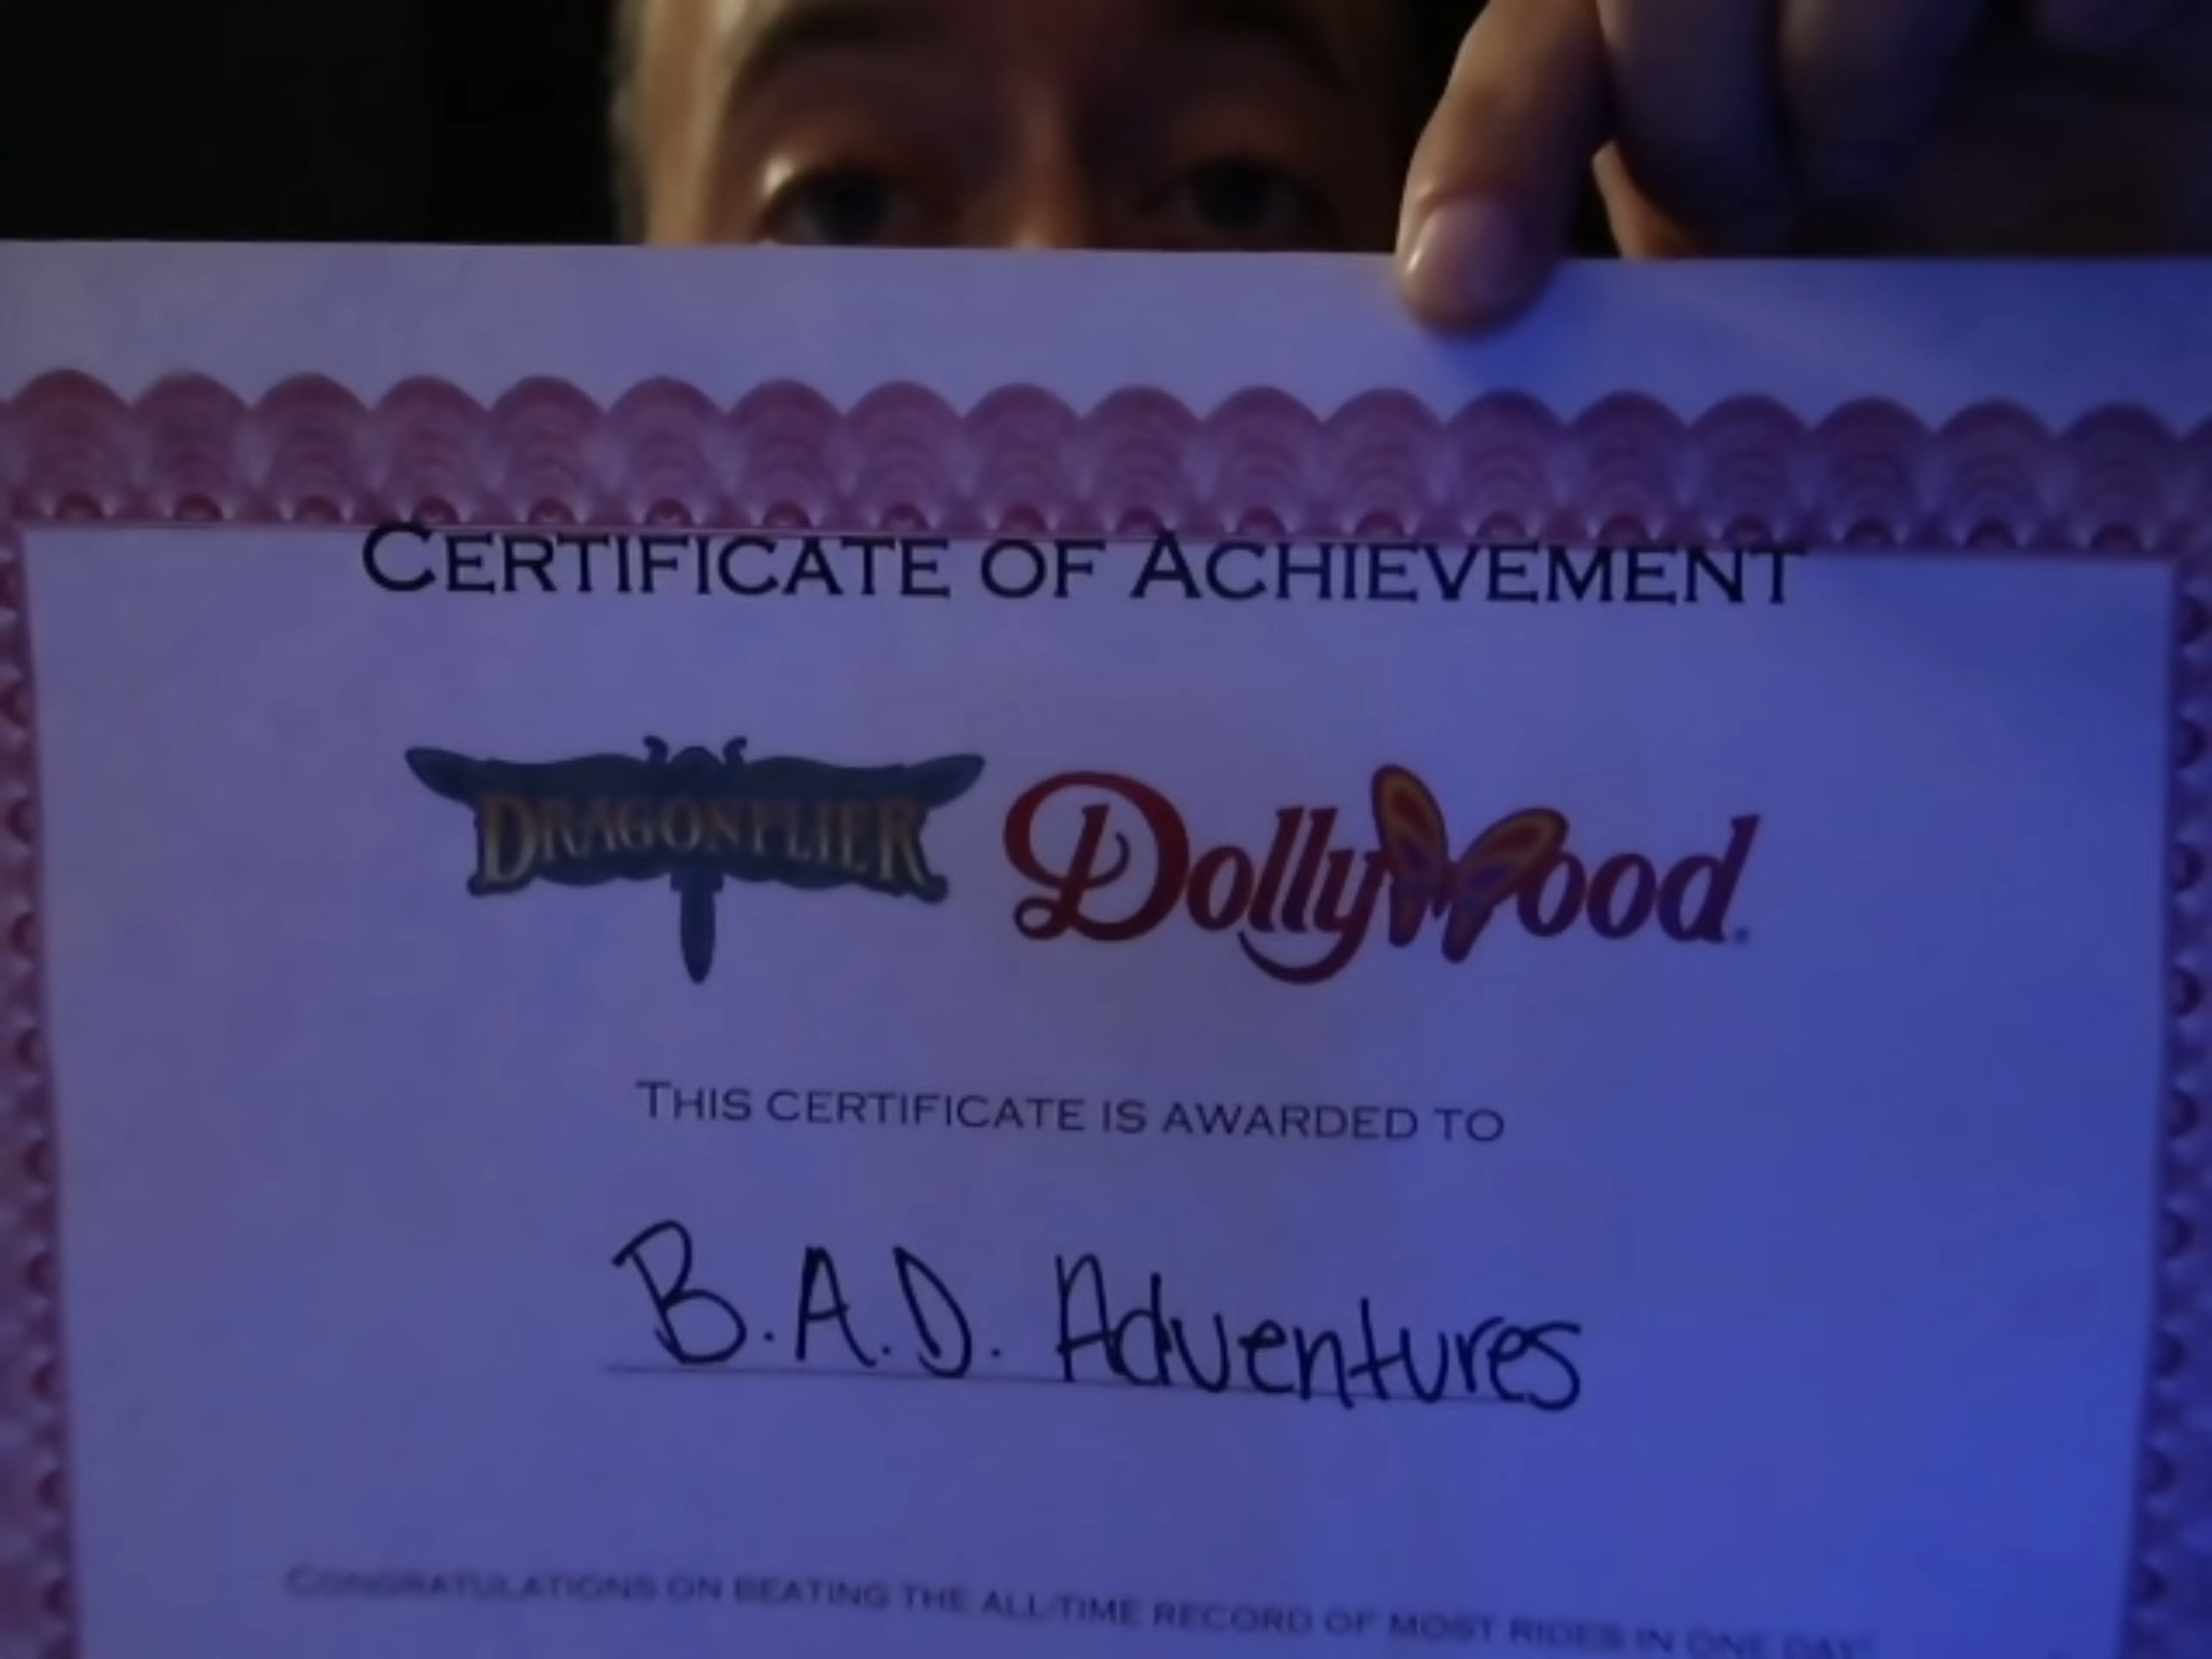 CERTIFICATE OF ACHIEVEMENT
DRAGONFLIER Dollywood
THIS CERTIFICATE IS AWARDED TO
B.A.D. Adventures
CONGRATULATIONS ON BEATING THE ALL-TIME RECORD OF MOST RIDES IN ONE DAY!